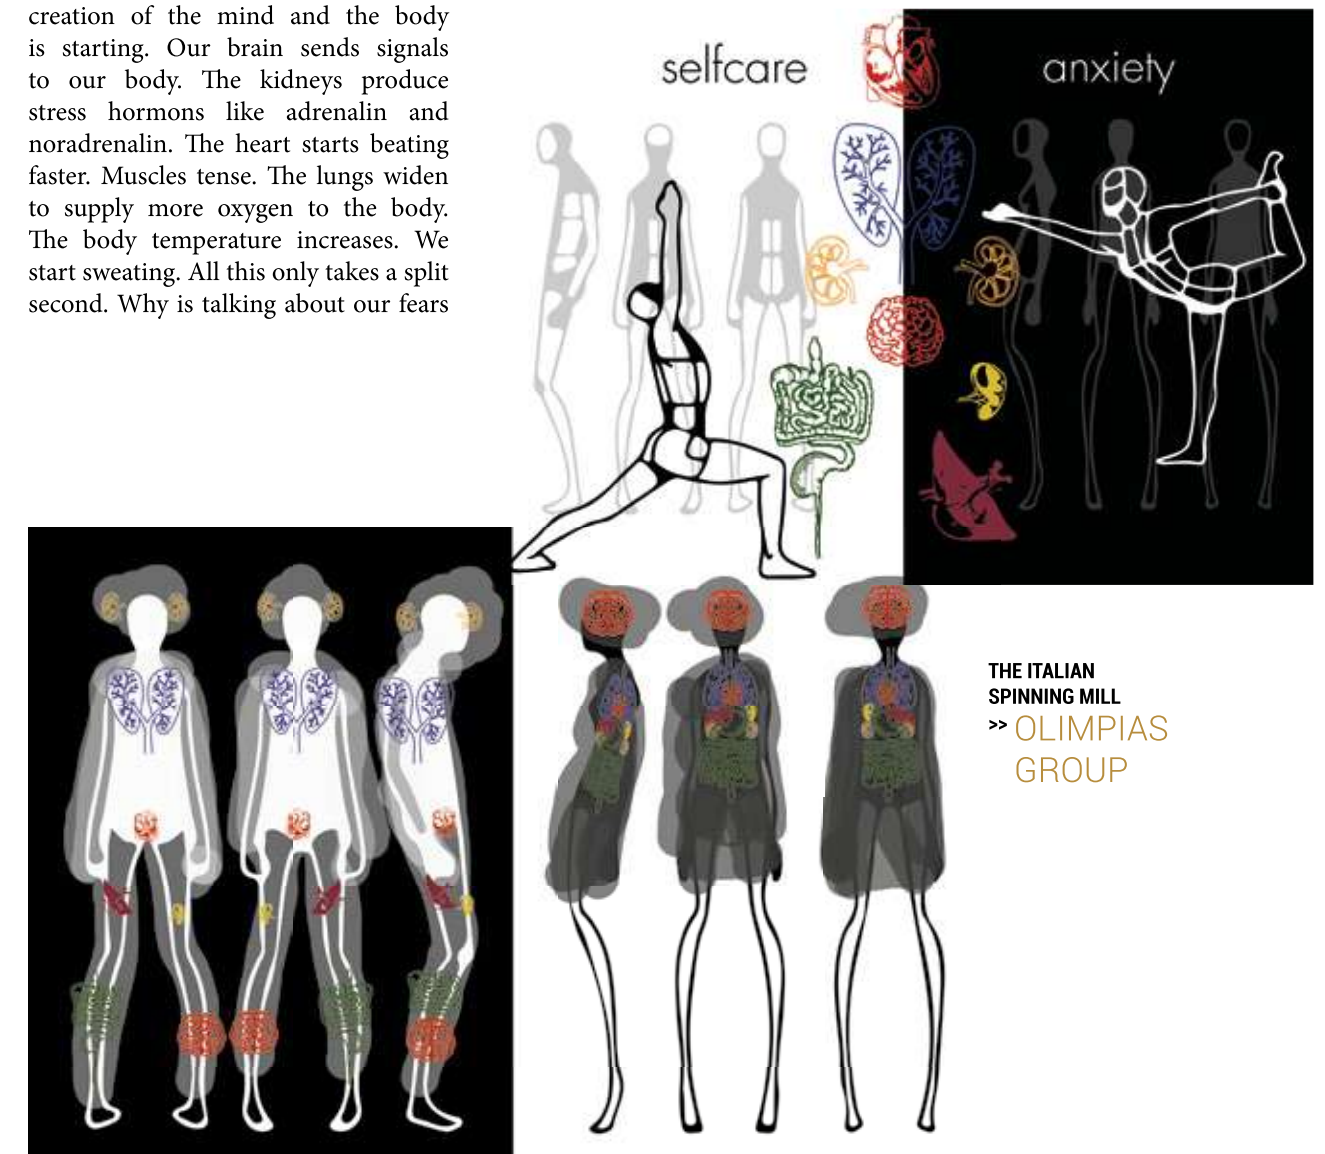 creation of the mind and the body
is starting. Our brain sends signals
to our body. The kidneys produce
stress hormons like adrenalin and
noradrenalin. The heart starts beating
faster. Muscles tense. The lungs widen
to supply more oxygen to the body.
The body temperature increases. We
start sweating. All this only takes a split
second. Why is talking about our fears
selfcare
anxiety
THE ITALIAN
SPINNING MILL
>> OLIMPIAS
GROUP